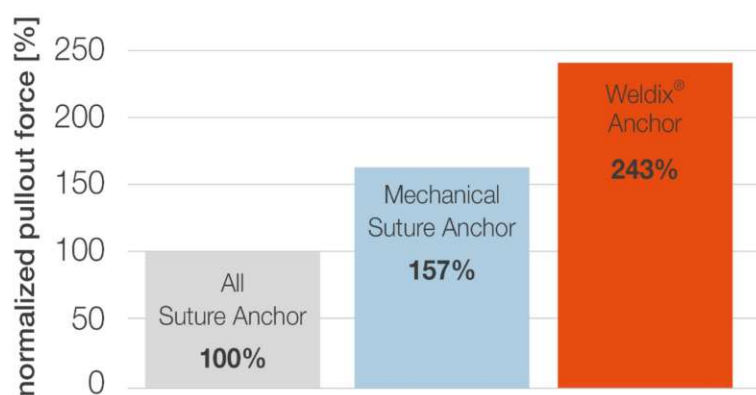 normalized pullout force [%]
250
200
150
100
50
0
All
Suture Anchor
100%
Mechanical
Suture Anchor
157%
Weldix®
Anchor
243%